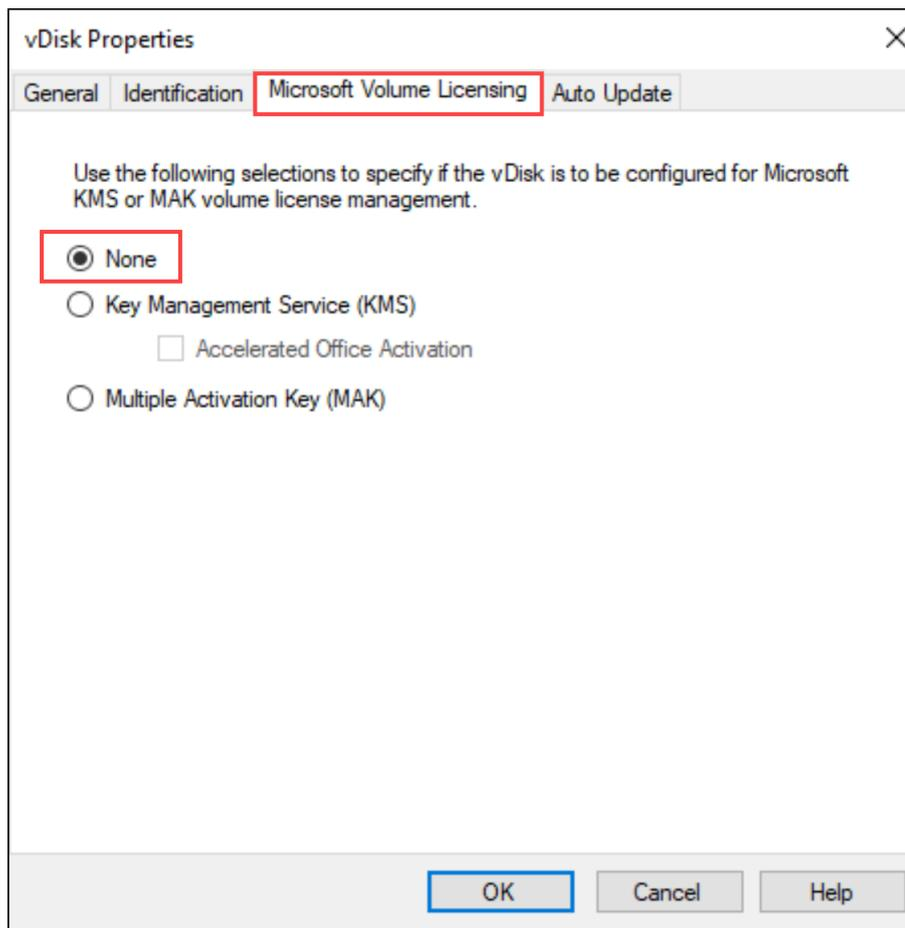 vDisk Properties
General Identification Microsoft Volume Licensing Auto Update
Use the following selections to specify if the vDisk is to be configured for Microsoft
KMS or MAK volume license management.
None
Key Management Service (KMS)
Accelerated Office Activation
Multiple Activation Key (MAK)
OK Cancel Help